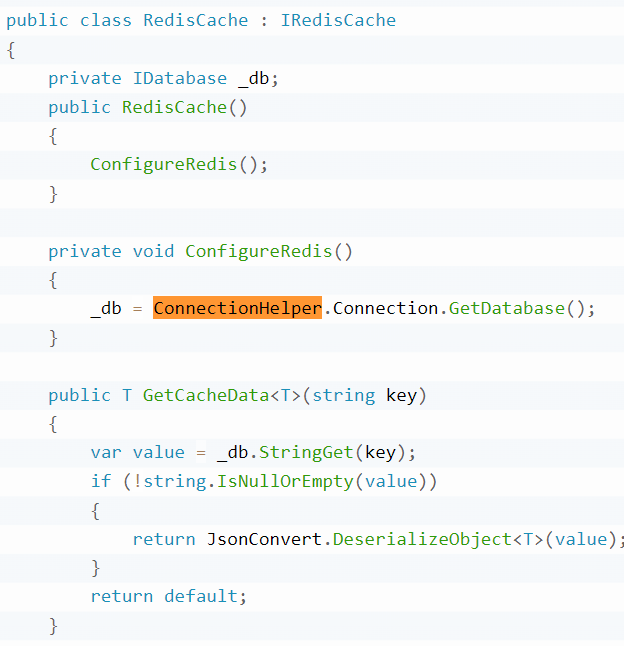 public class RedisCache : IRedisCache
{
    private IDatabase _db;
    public RedisCache()
    {
        ConfigureRedis();
    }

    private void ConfigureRedis()
    {
        _db = ConnectionHelper.Connection.GetDatabase();
    }

    public T GetCacheData<T>(string key)
    {
        var value = _db.StringGet(key);
        if (!string.IsNullOrEmpty(value))
        {
            return JsonConvert.DeserializeObject<T>(value);
        }
        return default;
    }